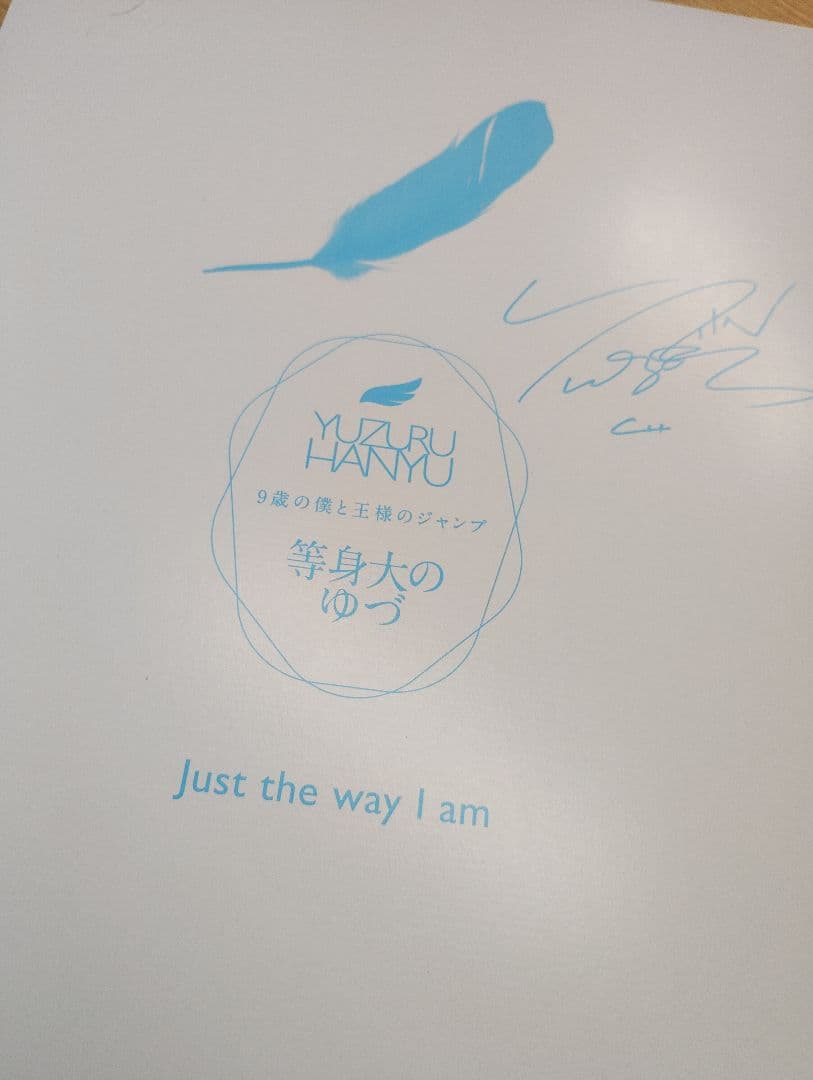 YUZURU
HANYU
9歳の僕と王様のジャンプ
等身大の
ゆづ
Just the way I am